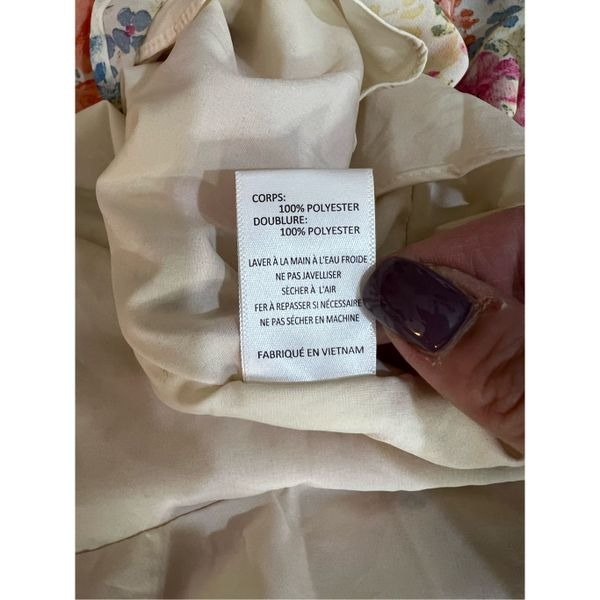 CORPS:
100% POLYESTER
DOUBLURE:
100% POLYESTER
LAVER À LA MAIN À L'EAU FROIDE
NE PAS JAVELLISER
SÈCHER À L'AIR
FER À REPASSER SI NÉCESSAIRE
NE PAS SÉCHER EN MACHINE
FABRIQUÉ EN VIETNAM